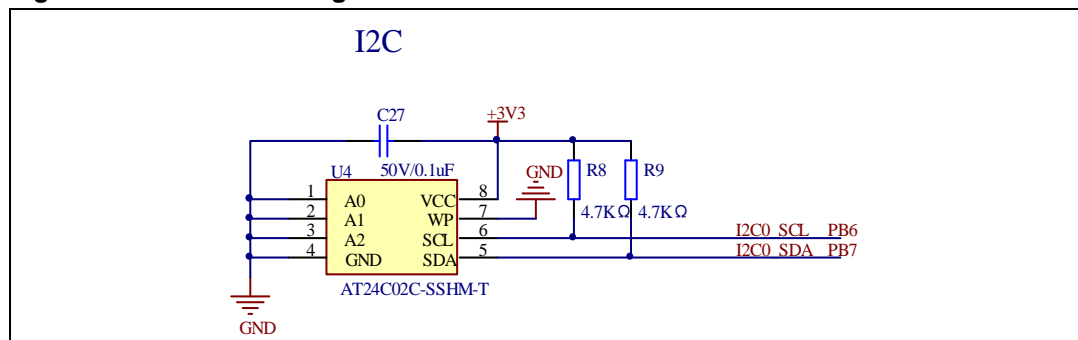 I2C
C27
+3V3
U4
50V/0.1uF
GND
R8
R9
1
A0
VCC
8
2
A1
WP
7
4.7KΩ
4.7KΩ
3
A2
SCL
6
I2C0_SCL
PB6
4
GND
SDA
5
I2C0_SDA
PB7
AT24C02C-SSHM-T
GND